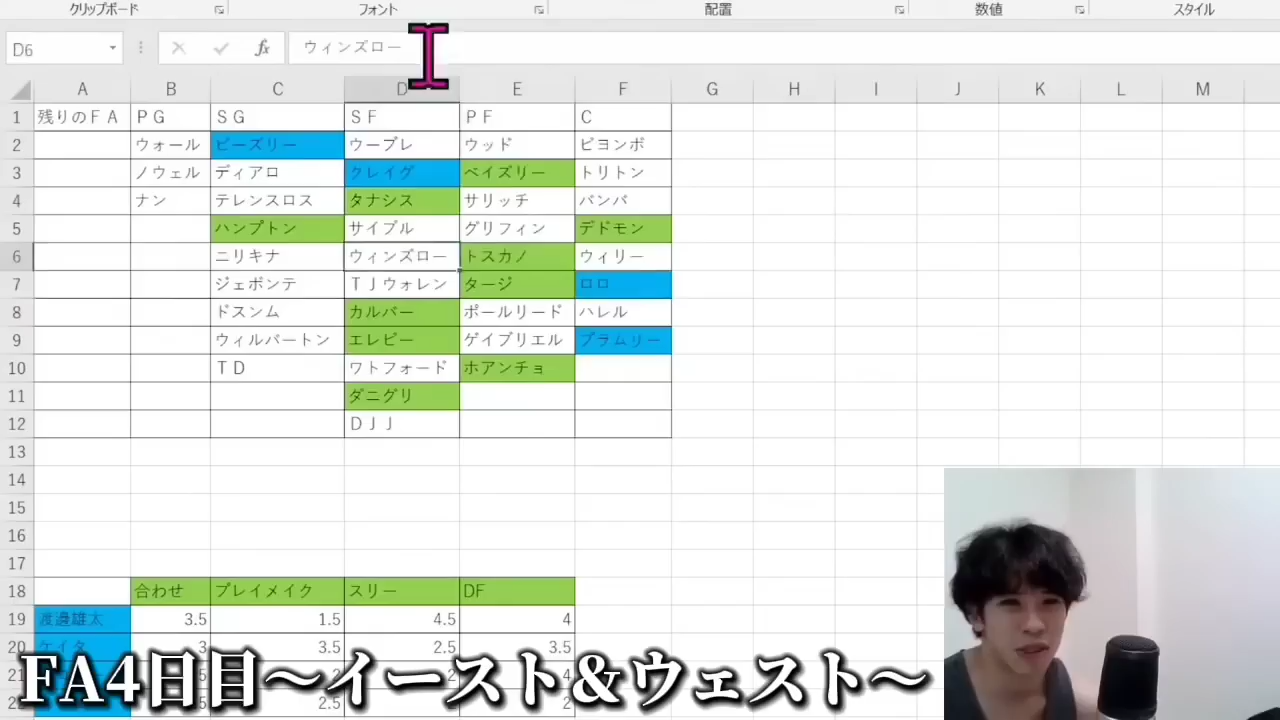 クリップボード フォント 配置 数値 スタイル
D6 fx ウィンズロー
A B C D E F G H I J K L M
1 残りのＦＡ ＰＧ ＳＧ ＳＦ ＰＦ Ｃ
2 ウォール ビーズリー ウーブレ ウッド ビヨンボ
3 ノウェル ディアロ クレイグ ベイズリー トリトン
4 ナン テレンスロス タナシス サリッチ バンバ
5 ハンプトン サイブル グリフィン デドモン
6 ニリキナ ウィンズロー トスカノ ウィリー
7 ジェボンテ ＴＪウォレン タージ ロロ
8 ドスンム カルバー ポールリード ハレル
9 ウィルバートン エレビー ゲイブリエル ブラムリー
10 ＴＤ ワトフォード ホアンチョ
11 ダニグリ
12 ＤＪＪ
13
14
15
16
17
18 合わせ プレイメイク スリー DF
19 渡邊雄太 3.5 1.5 4.5 4
20 ケイタ 3 3.5 2.5 3.5
FA4日目～イースト&ウェスト～